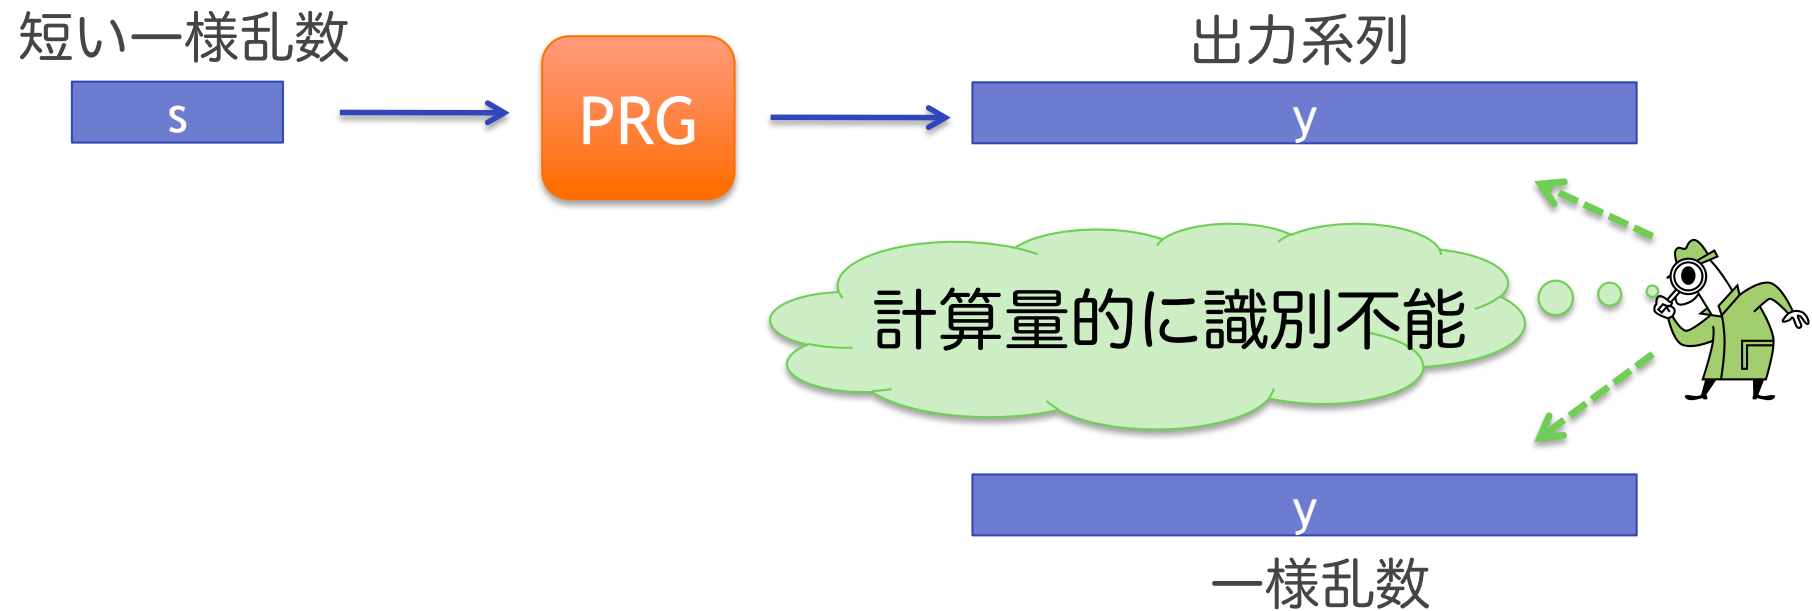 短い一様乱数
s
PRG
出力系列
y
計算量的に識別不能
y
一様乱数